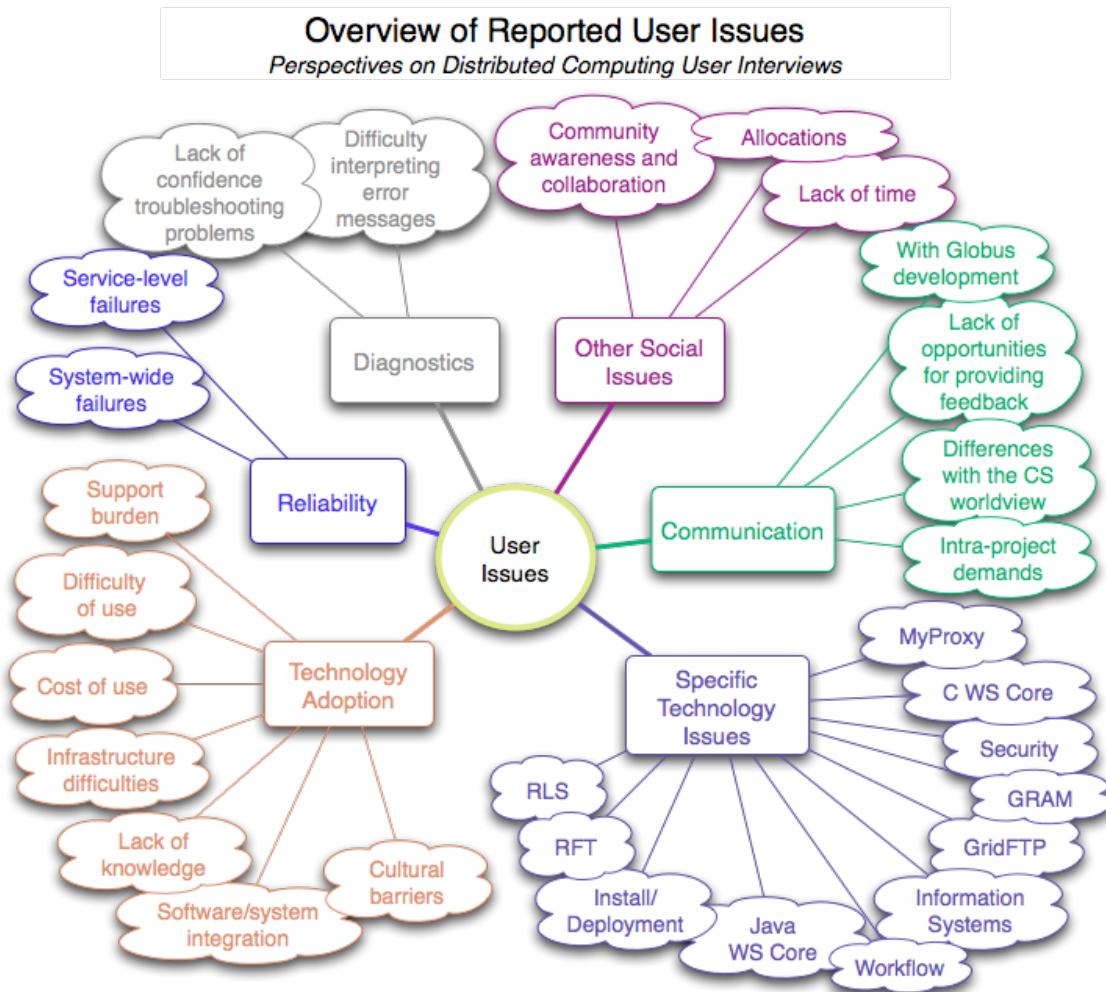 Overview of Reported User Issues
Perspectives on Distributed Computing User Interviews
Lack of
confidence
troubleshooting
problems
Difficulty
interpreting
error
messages
Community
awareness and
collaboration
Allocations
Lack of time
Service-level
failures
System-wide
failures
Diagnostics
Other Social
Issues
With Globus
development
Lack of
opportunities
for providing
feedback
Differences
with the CS
worldview
Intra-project
demands
Reliability
Communication
User
Issues
Support
burden
Difficulty
of use
Cost of use
Infrastructure
difficulties
Lack of
knowledge
Software/system
integration
Cultural
barriers
Technology
Adoption
Specific
Technology
Issues
MyProxy
C WS Core
Security
GRAM
GridFTP
Information
Systems
Workflow
Java
WS Core
Install/
Deployment
RFT
RLS